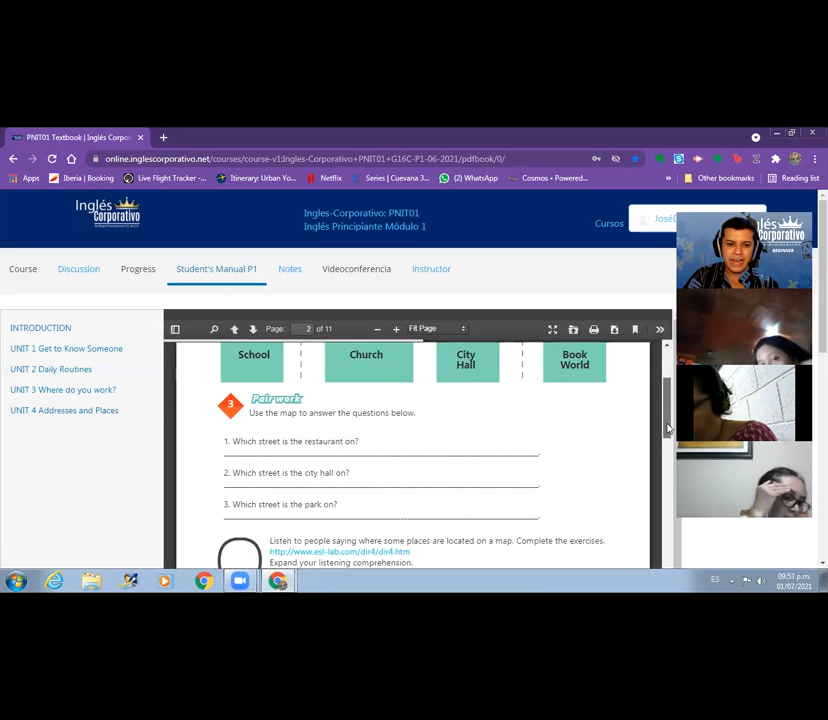 PNIT01 Textbook | Inglés Corpor
online.inglescorporativo.net/courses/course-v1:Ingles-Corporativo+PNIT01+G16C-P1-06-2021/pdfbook/0/
Apps
Iberia | Booking
Live Flight Tracker -...
Itinerary: Urban Yo...
Netflix
Series | Cuevana 3...
(2) WhatsApp
Cosmos • Powered...
»
Other bookmarks
Reading list
Inglés
Corporativo
Ingles-Corporativo: PNIT01
Inglés Principiante Módulo 1
Cursos
José
glés
Corporativo
BEGINNER
Course
Discussion
Progress
Student's Manual P1
Notes
Videoconferencia
Instructor
INTRODUCTION
UNIT 1 Get to Know Someone
UNIT 2 Daily Routines
UNIT 3 Where do you work?
UNIT 4 Addresses and Places
Page: 2 of 11
Fit Page
School
Church
City
Hall
Book
World
3
Pair work
Use the map to answer the questions below.
1. Which street is the restaurant on?
2. Which street is the city hall on?
3. Which street is the park on?
Listen to people saying where some places are located on a map. Complete the exercises.
http://www.esl-lab.com/dir4/dir4.htm
Expand your listening comprehension.
ES
09:53 p.m.
01/07/2021